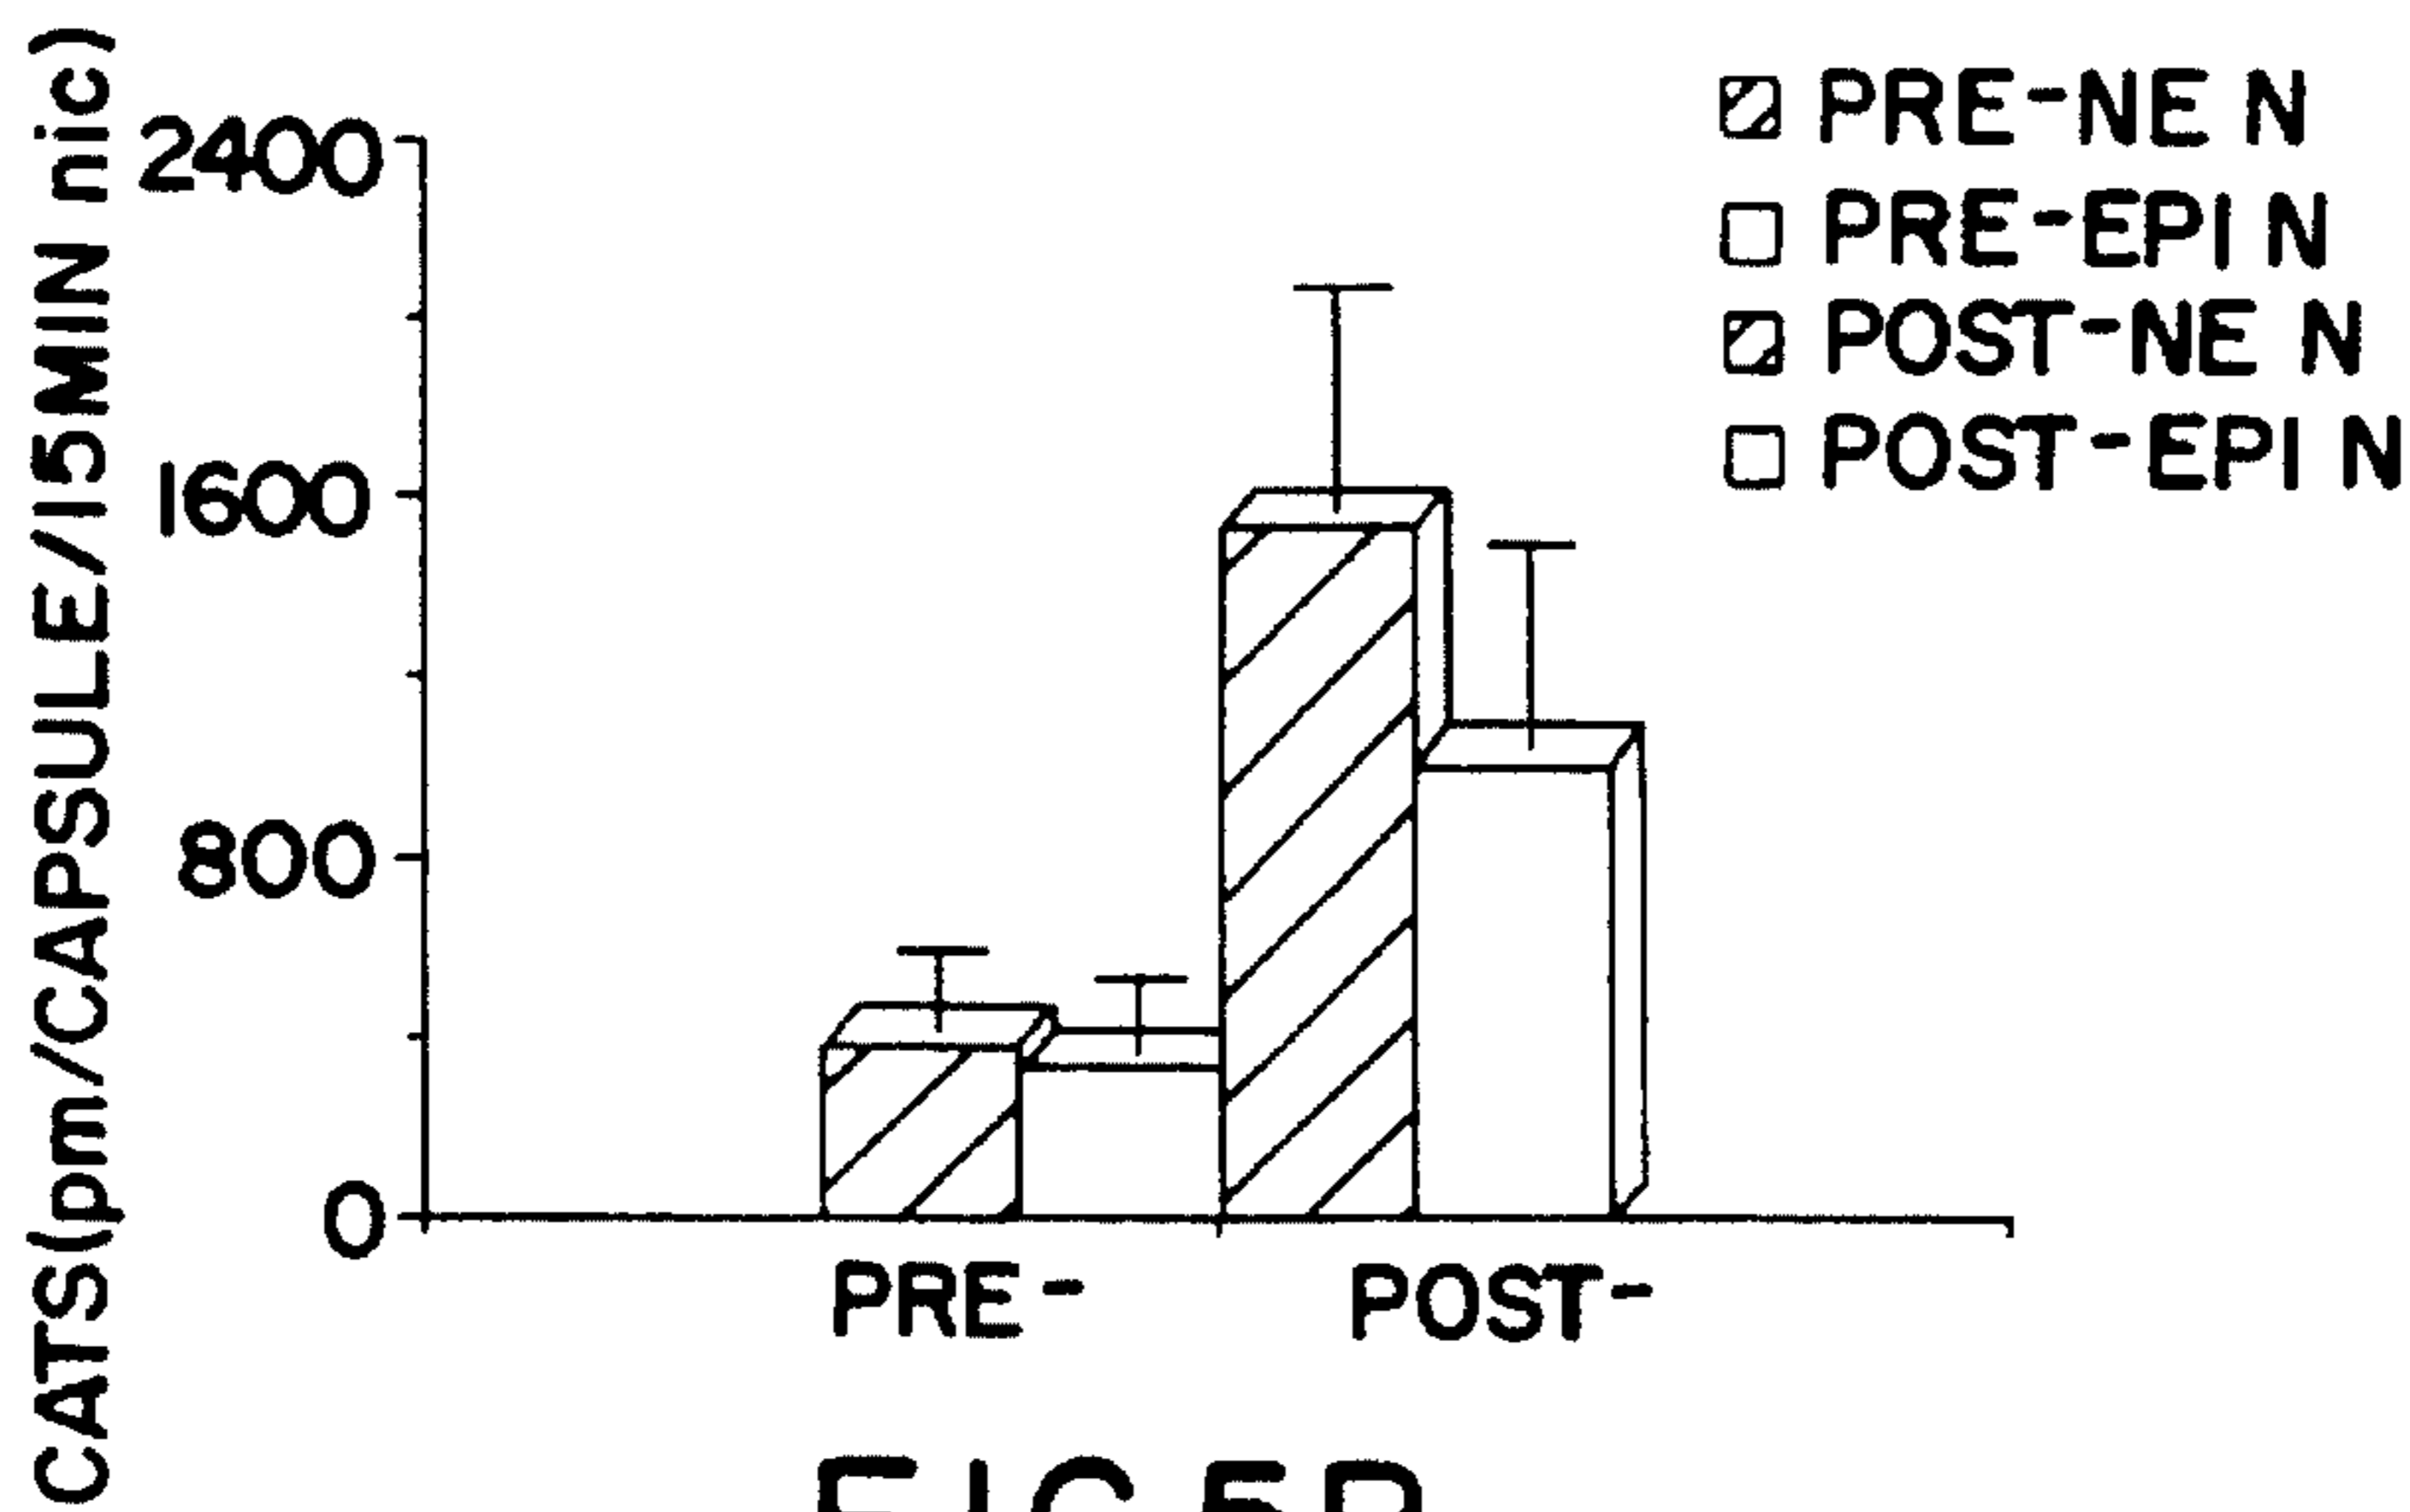 CATS(pm/CAPSULE/15MIN nic)
2400
1600
800
0
PRE-NE N
PRE-EPI N
POST-NE N
POST-EPI N
PRE-
POST-